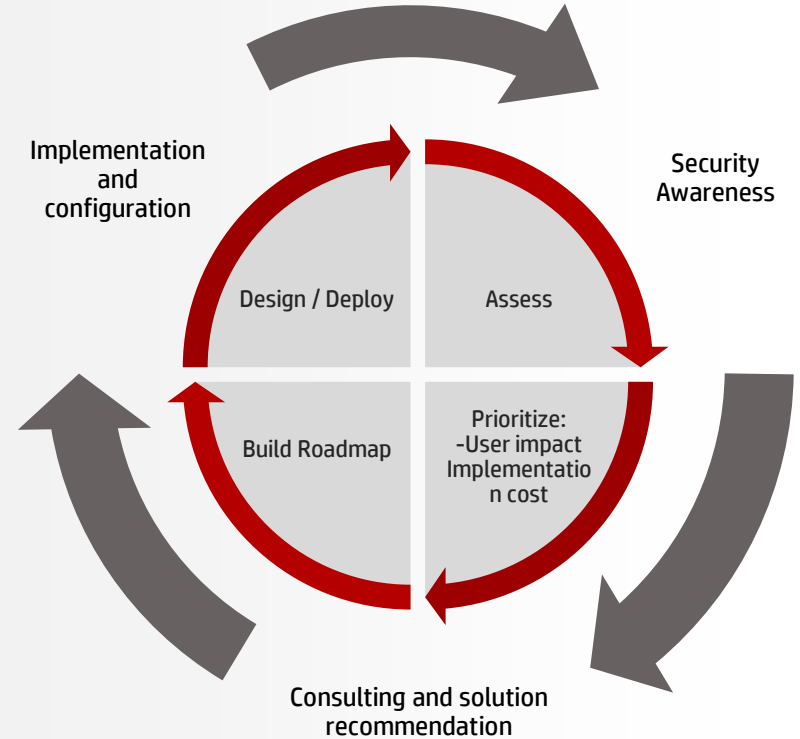 Implementation
and
configuration
Security
Awareness
Design / Deploy
Assess
Build Roadmap
Prioritize:
-User impact
Implementatio
n cost
Consulting and solution
recommendation